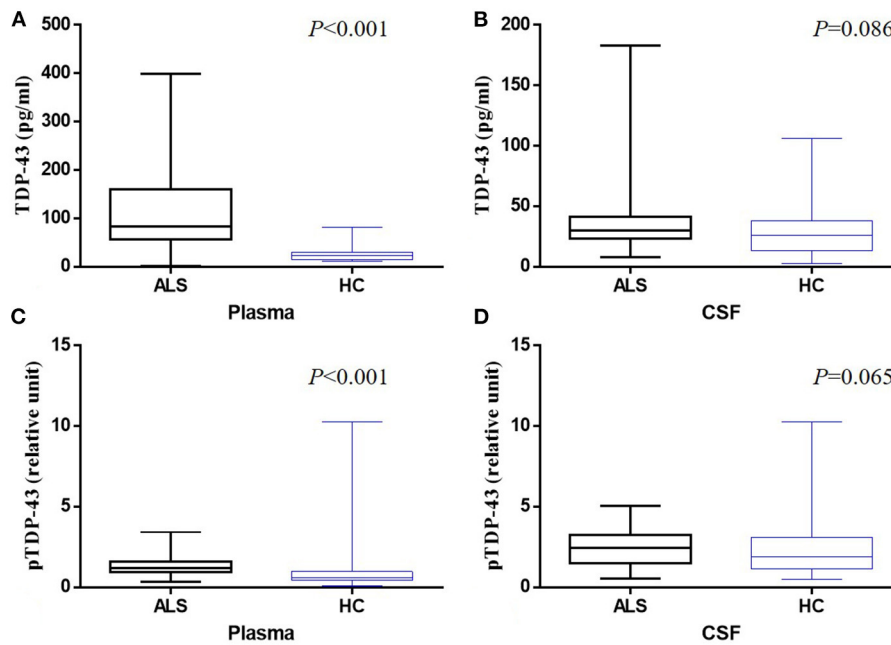 A
P<0.001
TDP-43 (pg/ml)
500
400
300
200
100
0
ALS
HC
Plasma
B
P=0.086
TDP-43 (pg/ml)
200
150
100
50
0
ALS
HC
CSF
C
P<0.001
pTDP-43 (relative unit)
15
10
5
0
ALS
HC
Plasma
D
P=0.065
pTDP-43 (relative unit)
15
10
5
0
ALS
HC
CSF